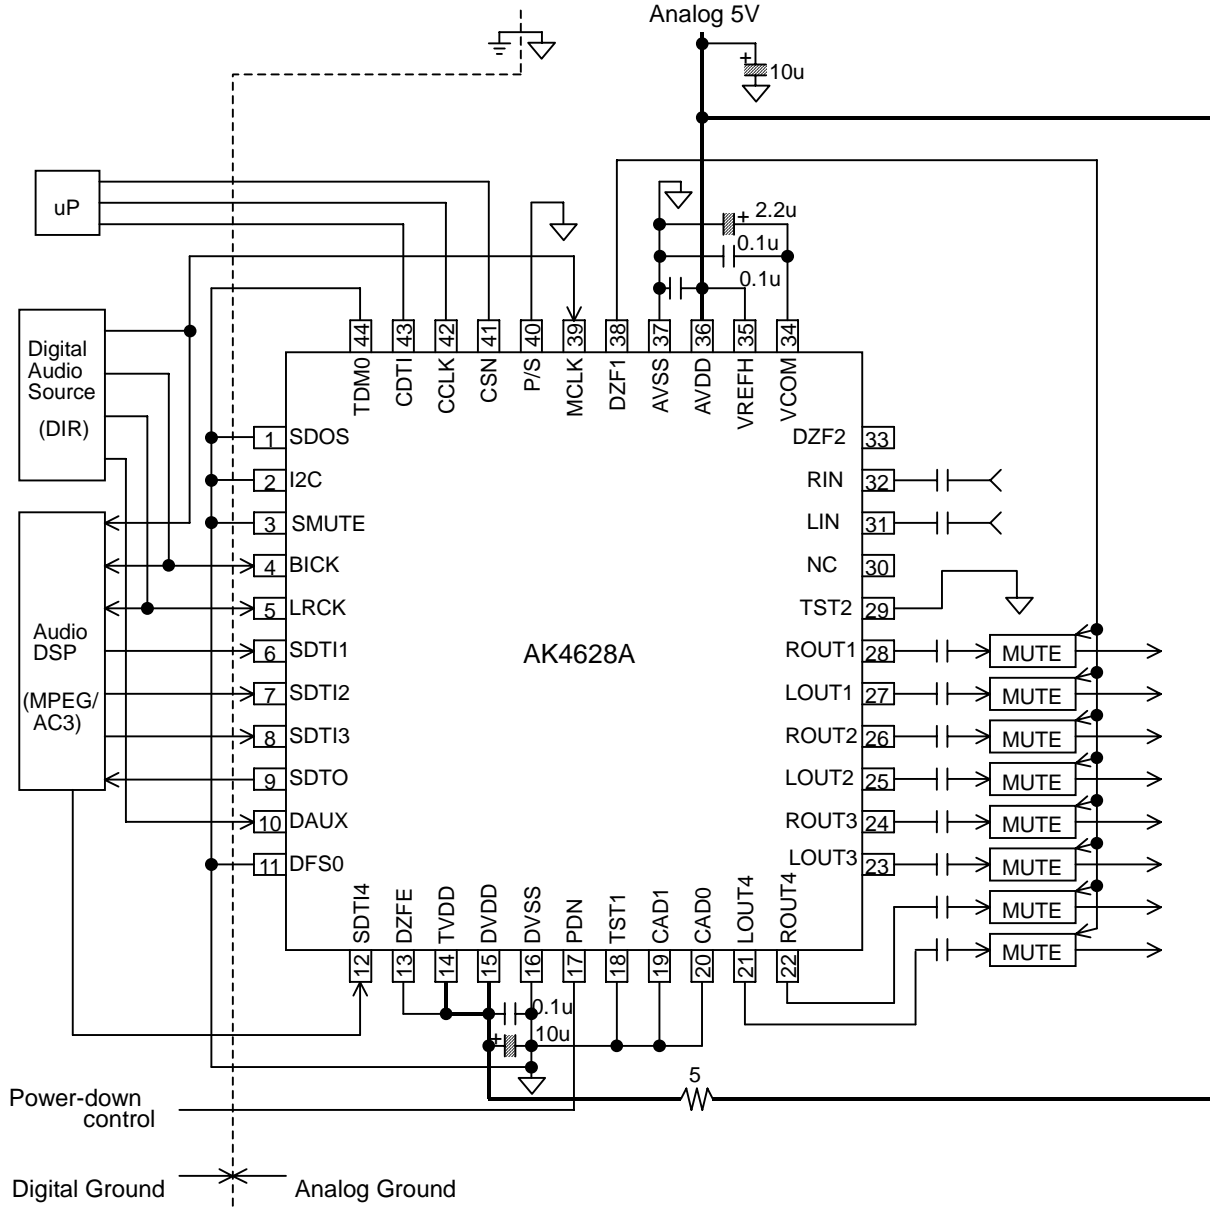 Analog 5V
+
10u
uP
+ 2.2u
0.1u
0.1u
44 43 42 41 40 39 38 37 36 35 34
TDM0 CDTI CCLK CSN P/S MCLK DZF1 AVSS AVDD VREFH VCOM
Digital
Audio
Source
(DIR)
Audio
DSP
(MPEG/
AC3)
1 SDOS
2 I2C
3 SMUTE
4 BICK
5 LRCK
6 SDTI1
7 SDTI2
8 SDTI3
9 SDTO
10 DAUX
11 DFS0
AK4628A
DZF2 33
RIN 32
LIN 31
NC 30
TST2 29
ROUT1 28 MUTE
LOUT1 27 MUTE
ROUT2 26 MUTE
LOUT2 25 MUTE
ROUT3 24 MUTE
LOUT3 23 MUTE
MUTE
MUTE
SDTI4 DZFE TVDD DVDD DVSS PDN TST1 CAD1 CAD0 LOUT4 ROUT4
12 13 14 15 16 17 18 19 20 21 22
0.1u
+ 10u
5
Power-down
control
Digital Ground
Analog Ground